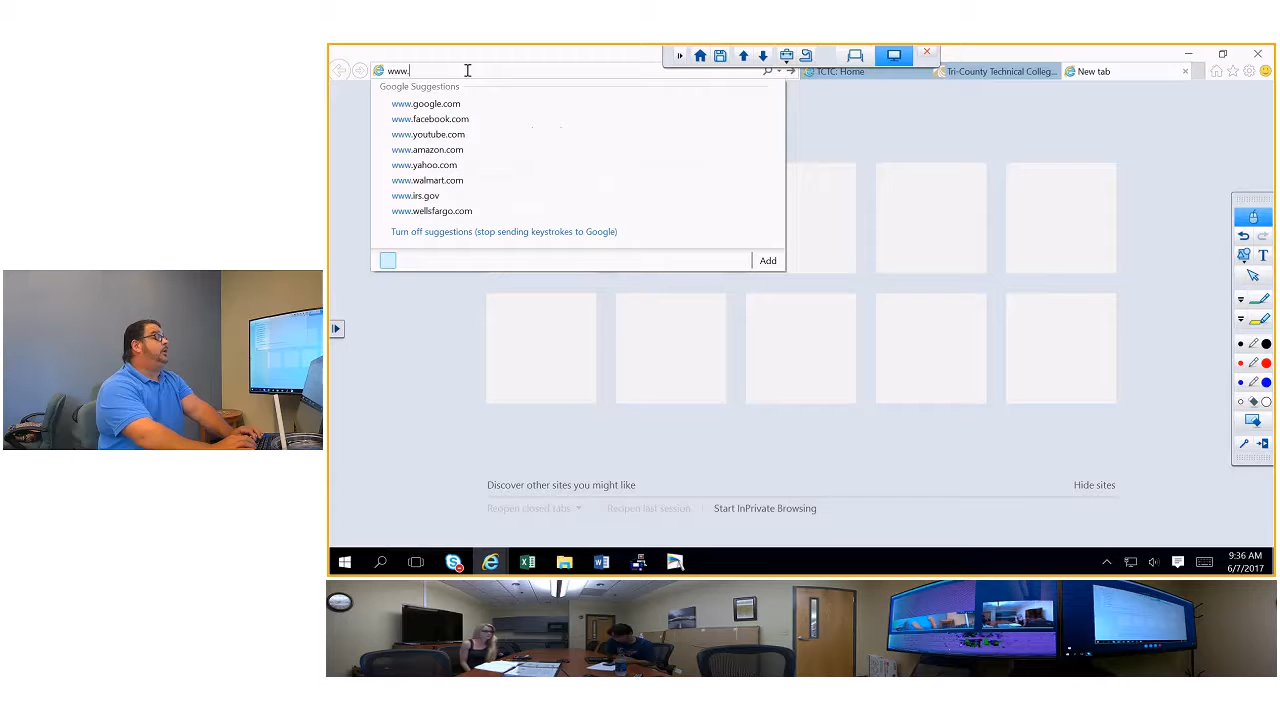 www.
TCTC: Home
Tri-County Technical Colleg...
New tab
Google Suggestions
www.google.com
www.facebook.com
www.youtube.com
www.amazon.com
www.yahoo.com
www.walmart.com
www.irs.gov
www.wellsfargo.com
Turn off suggestions (stop sending keystrokes to Google)
Add
T
Discover other sites you might like
Hide sites
Reopen closed tabs
Reopen last session
Start InPrivate Browsing
9:36 AM
6/7/2017